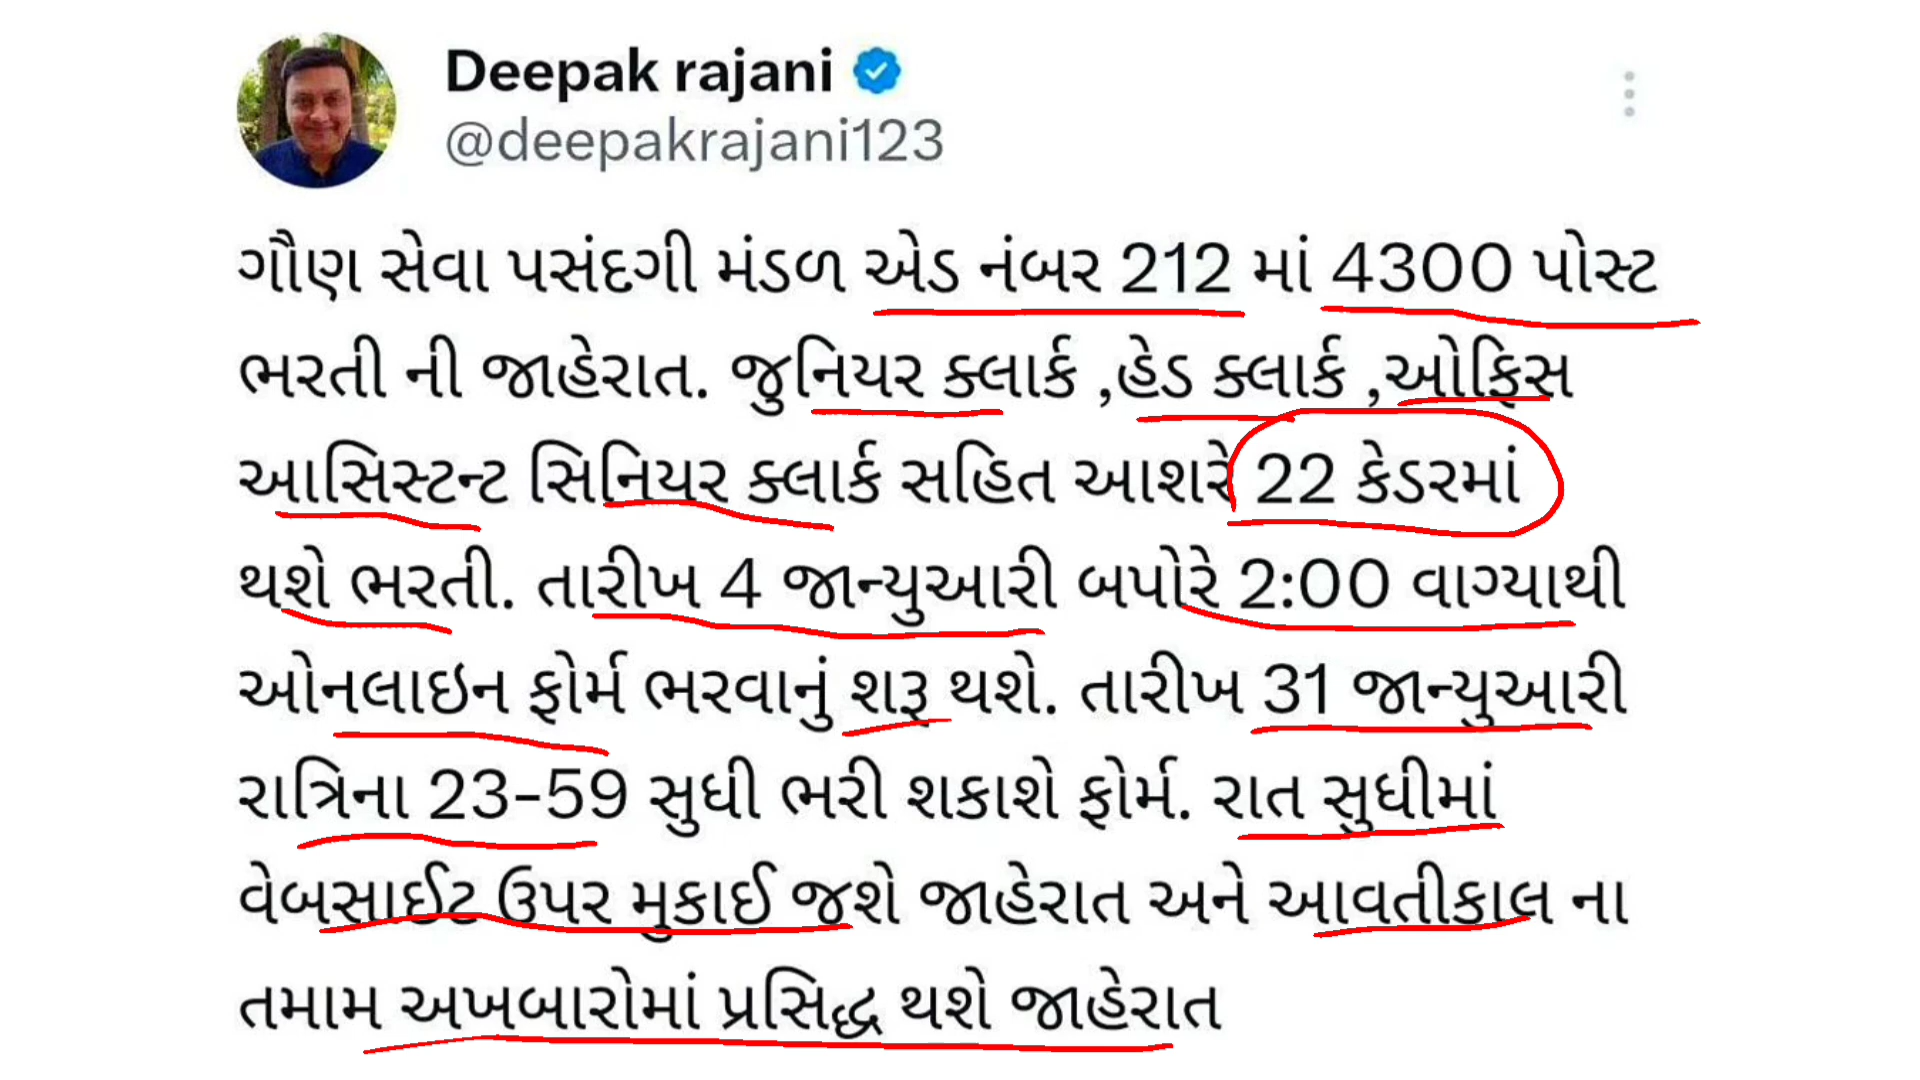 Deepak rajani
@deepakrajani123
ગૌણ સેવા પસંદગી મંડળ એડ નંબર 212 માં 4300 પોસ્ટ
ભરતી ની જાહેરાત. જુનિયર ક્લાર્ક ,હેડ ક્લાર્ક ,ઓફિસ
આસિસ્ટન્ટ સિનિયર ક્લાર્ક સહિત આશરે 22 કેડરમાં
થશે ભરતી. તારીખ 4 જાન્યુઆરી બપોરે 2:00 વાગ્યાથી
ઓનલાઇન ફોર્મ ભરવાનું શરૂ થશે. તારીખ 31 જાન્યુઆરી
રાત્રિના 23-59 સુધી ભરી શકાશે ફોર્મ. રાત સુધીમાં
વેબસાઈટ ઉપર મુકાઈ જશે જાહેરાત અને આવતીકાલ ના
તમામ અખબારોમાં પ્રસિદ્ધ થશે જાહેરાત